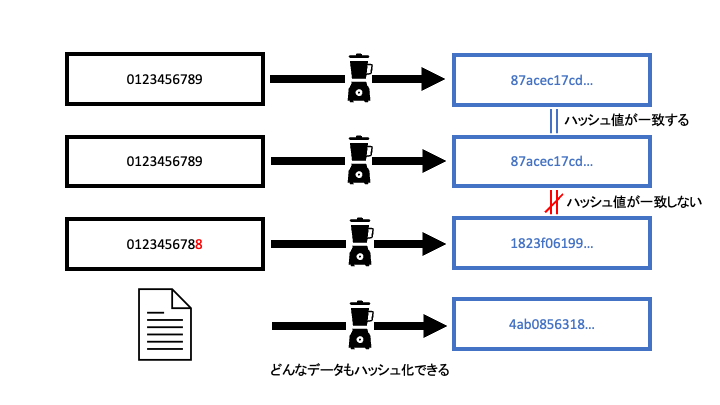 0123456789
87acec17cd...
ハッシュ値が一致する
0123456789
87acec17cd...
ハッシュ値が一致しない
0123456788
1823f06199...
4ab0856318...
どんなデータもハッシュ化できる